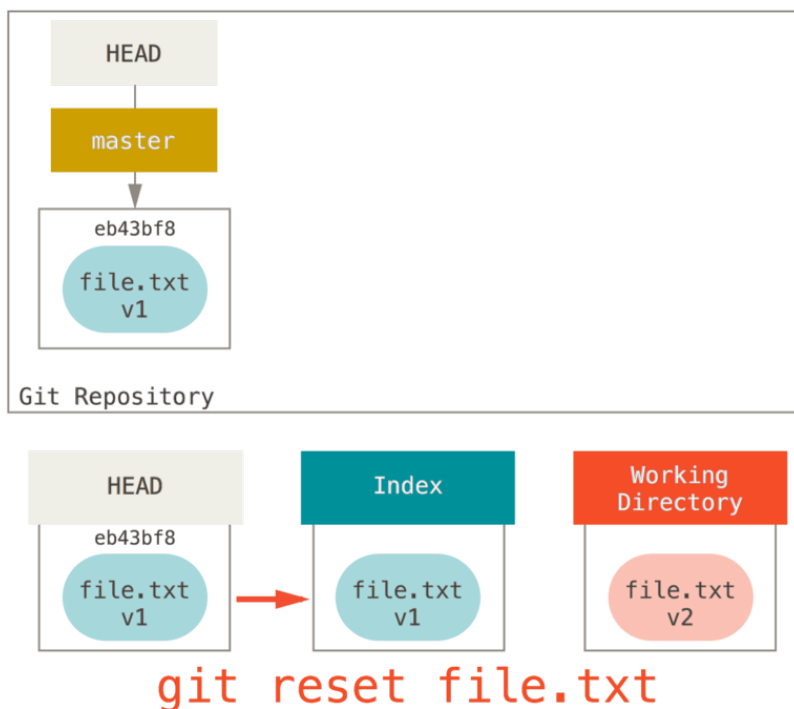 HEAD
master
eb43bf8
file.txt
v1
Git Repository
HEAD
Index
Working
Directory
eb43bf8
file.txt
v1
file.txt
v1
file.txt
v2
git reset file.txt